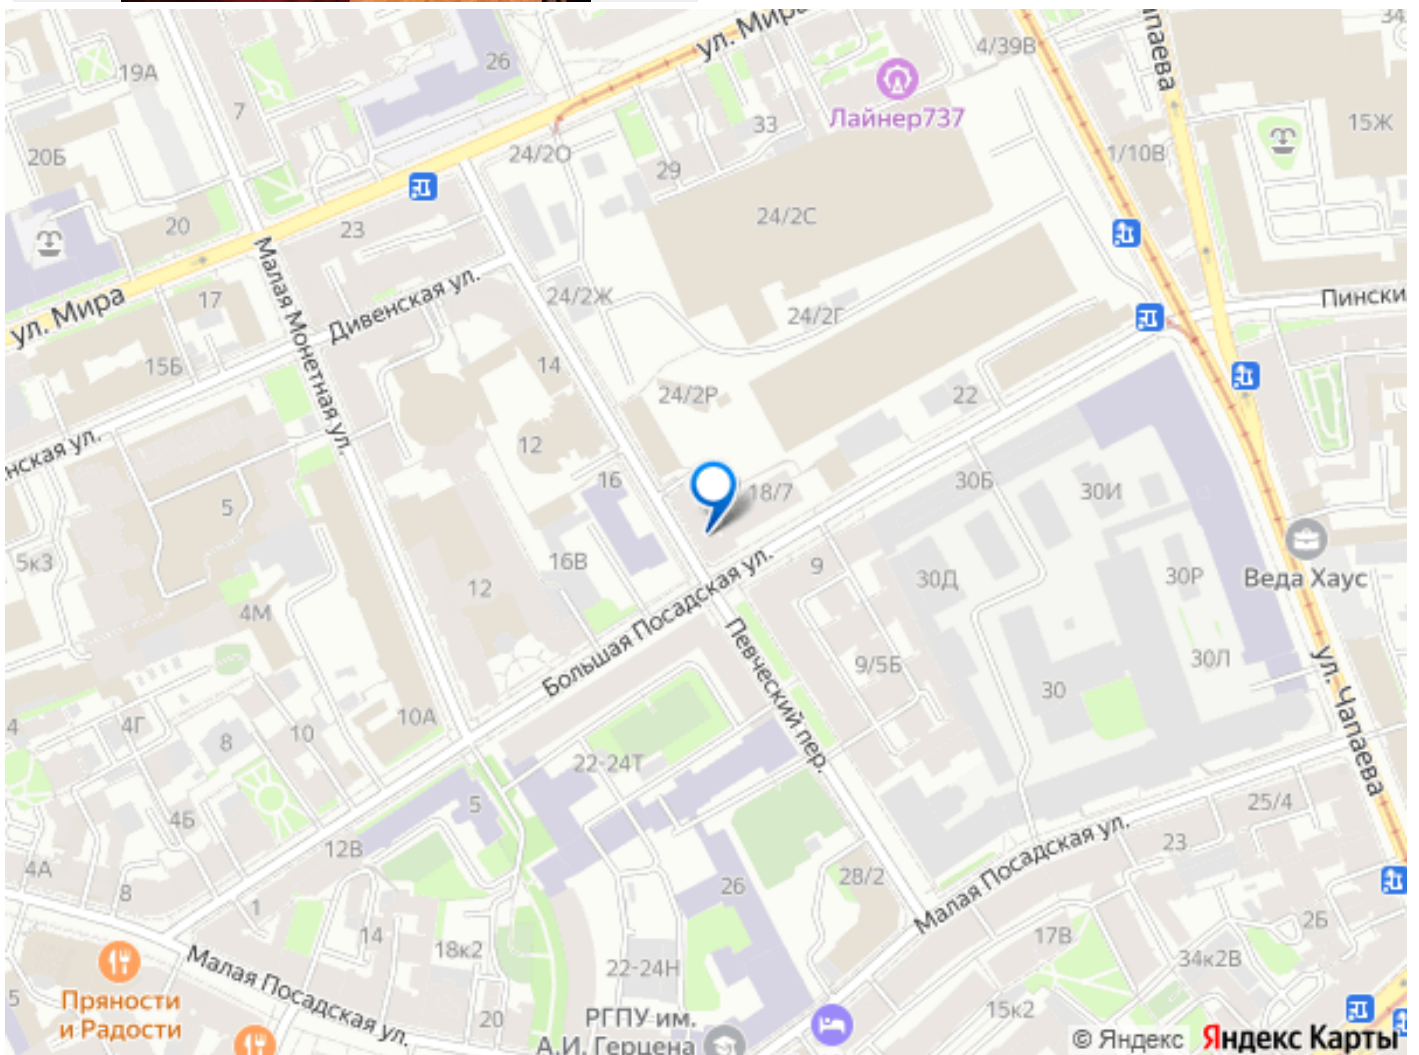 ул. Мира
Чапаева
34
4/39В
26
19А
7
Лайнер737
33
15Ж
20Б
24/2О
29
1/10В
20
23
24/2С
Малая Монетная ул.
17
ул. Мира
Дивенская ул.
24/2Ж
24/2Г
Пински
15Б
14
24/2Р
22
нская ул.
12
16
18/7
30Б
30И
5
5к3
16В
9
30Д
30Р
Веда Хаус
12
4М
Большая Посадская ул.
Певческий пер.
9/5Б
30Л
30
ул. Чапаева
4
4Г
8
10
10А
22-24Т
4Б
5
25/4
12В
23
4А
8
1
26
28/2
Малая Посадская ул.
2Б
14
18к2
17В
34к2В
22-24Н
Малая Посадская ул.
5
Пряности
и Радости
20
15к2
РГПУ им.
А.И. Герцена
© Яндекс Яндекс Карты